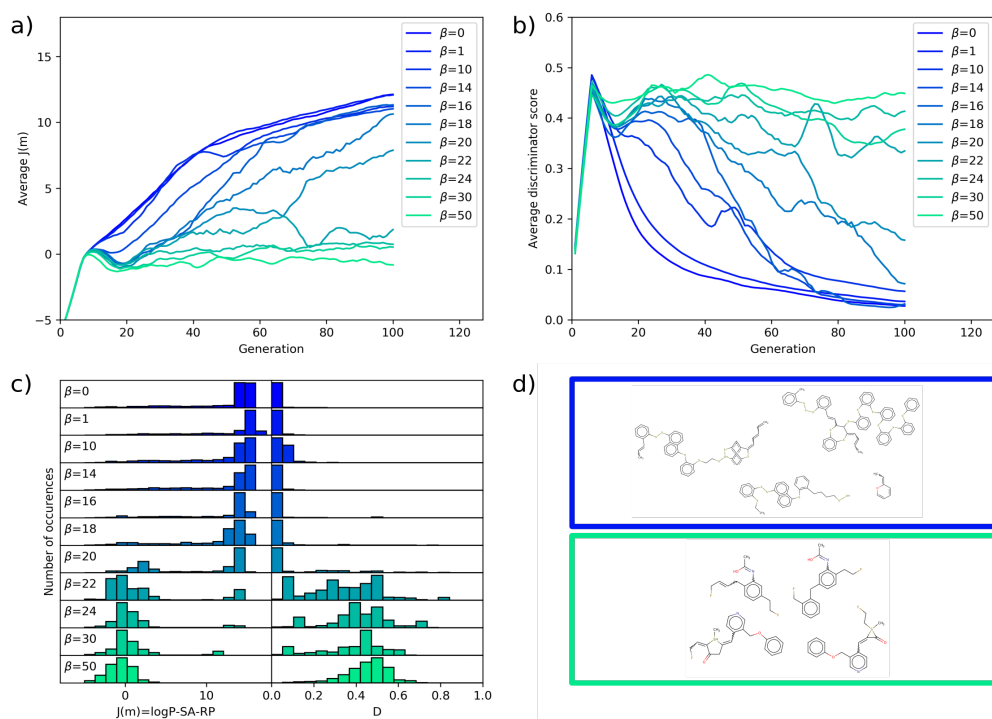 a)
15
10
5
0
−5
0
20
40
60
80
100
120
Average J(m)
Generation
β=0
β=1
β=10
β=14
β=16
β=18
β=20
β=22
β=24
β=30
β=50
b)
0.6
0.5
0.4
0.3
0.2
0.1
0.0
0
20
40
60
80
100
120
Average discriminator score
Generation
β=0
β=1
β=10
β=14
β=16
β=18
β=20
β=22
β=24
β=30
β=50
c)
Number of occurences
β=0
β=1
β=10
β=14
β=16
β=18
β=20
β=22
β=24
β=30
β=50
0
10
0.0
0.2
0.4
0.6
0.8
1.0
J(m)=logP-SA-RP
D
d)